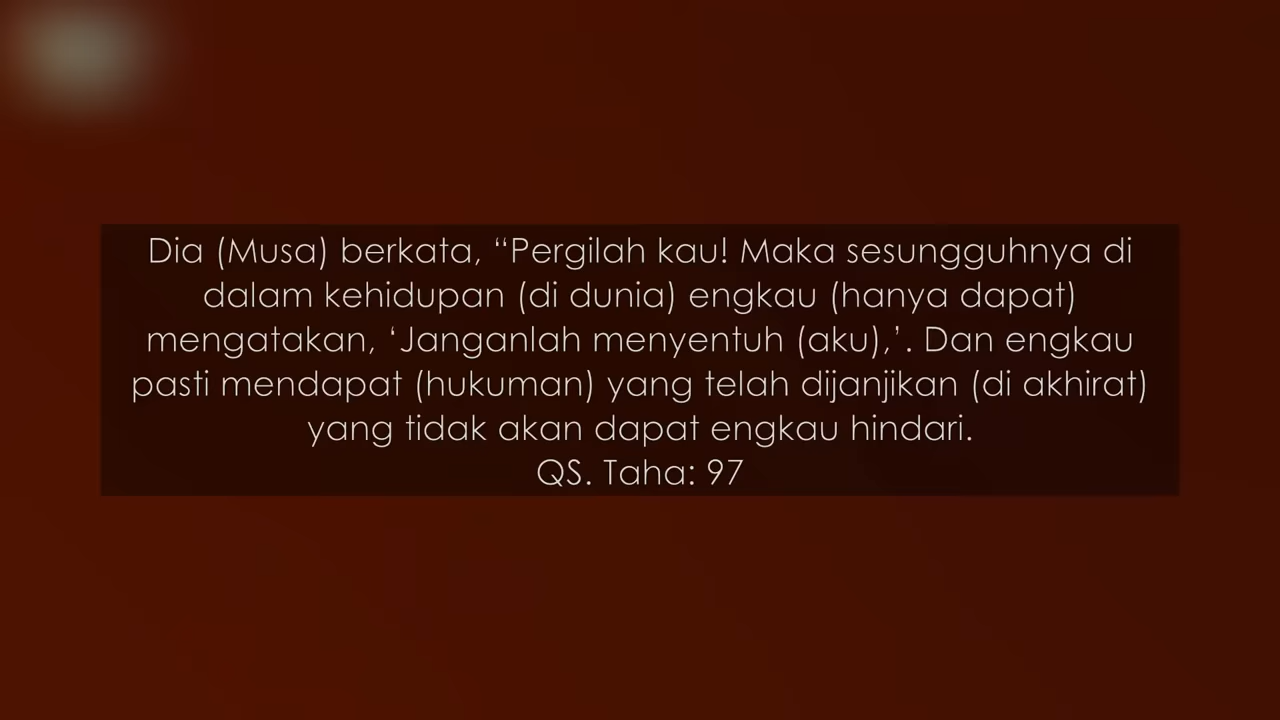 Dia (Musa) berkata, “Pergilah kau! Maka sesungguhnya di
dalam kehidupan (di dunia) engkau (hanya dapat)
mengatakan, ‘Janganlah menyentuh (aku),’. Dan engkau
pasti mendapat (hukuman) yang telah dijanjikan (di akhirat)
yang tidak akan dapat engkau hindari.
QS. Taha: 97